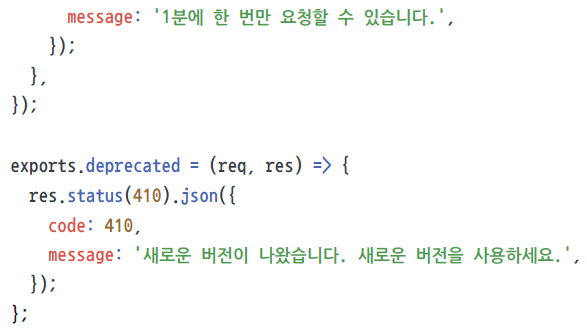 message: '1분에 한 번만 요청할 수 있습니다.',
});
},
});
exports.deprecated = (req, res) => {
res.status(410).json({
code: 410,
message: '새로운 버전이 나왔습니다. 새로운 버전을 사용하세요.',
});
};